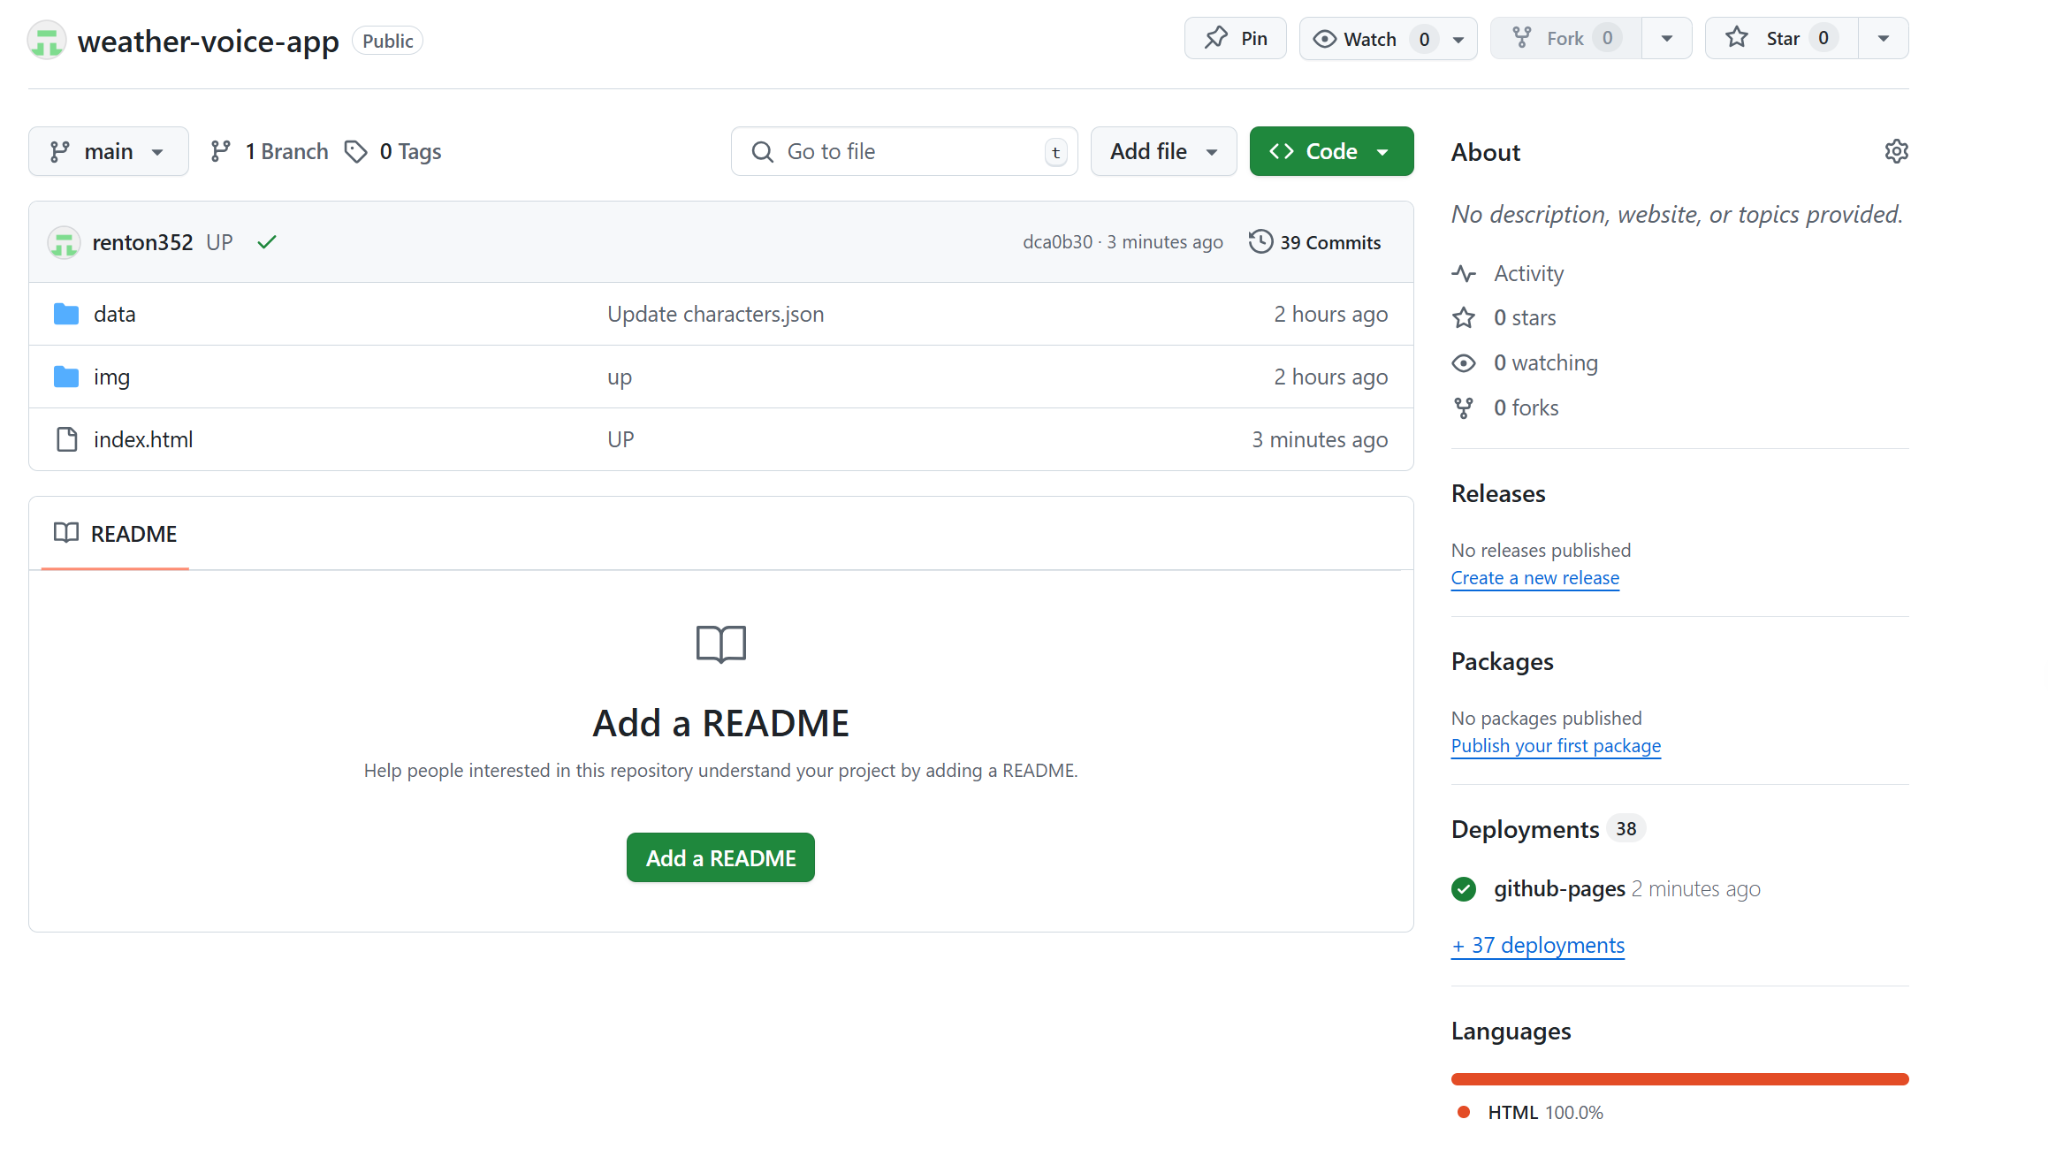 weather-voice-app Public
Pin
Watch 0
Fork 0
Star 0
main
1 Branch
0 Tags
Go to file
t
Add file
Code
renton352 UP
dca0b30 · 3 minutes ago
39 Commits
data Update characters.json 2 hours ago
img up 2 hours ago
index.html UP 3 minutes ago
README
Add a README
Help people interested in this repository understand your project by adding a README.
Add a README
About
No description, website, or topics provided.
Activity
0 stars
0 watching
0 forks
Releases
No releases published
Create a new release
Packages
No packages published
Publish your first package
Deployments 38
github-pages 2 minutes ago
+ 37 deployments
Languages
HTML 100.0%